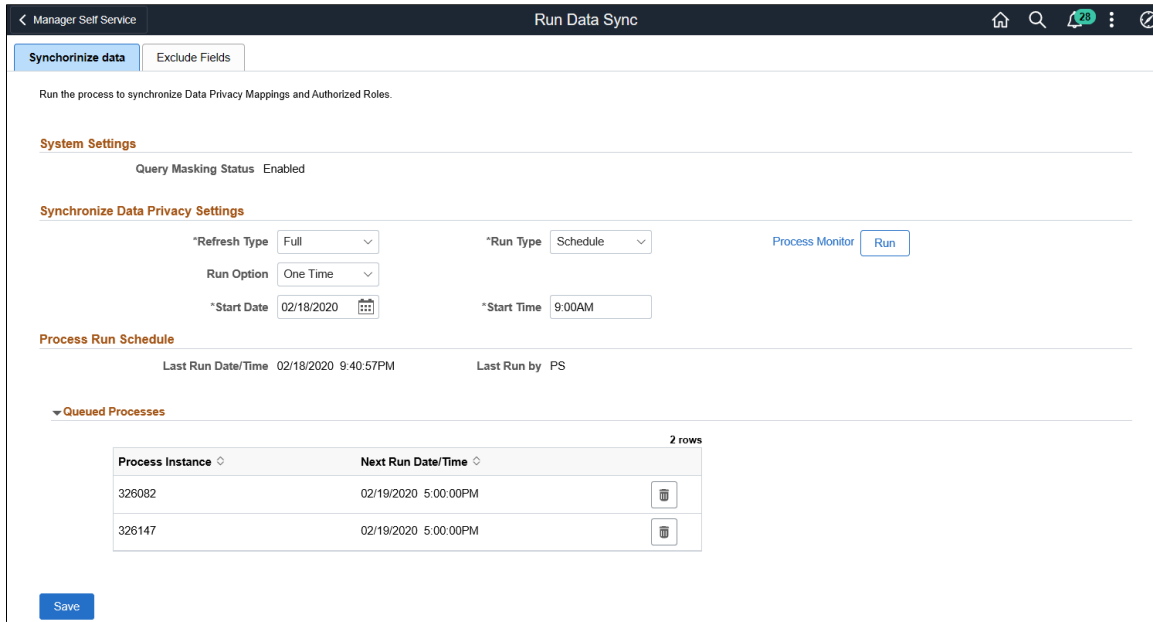 Manager Self Service Run Data Sync 28
Synchorinize data Exclude Fields
Run the process to synchronize Data Privacy Mappings and Authorized Roles.
System Settings
Query Masking Status Enabled
Synchronize Data Privacy Settings
*Refresh Type Full *Run Type Schedule Process Monitor Run
Run Option One Time
*Start Date 02/18/2020 *Start Time 9:00AM
Process Run Schedule
Last Run Date/Time 02/18/2020 9:40:57PM Last Run by PS
Queued Processes
2 rows
Process Instance Next Run Date/Time
326082 02/19/2020 5:00:00PM
326147 02/19/2020 5:00:00PM
Save